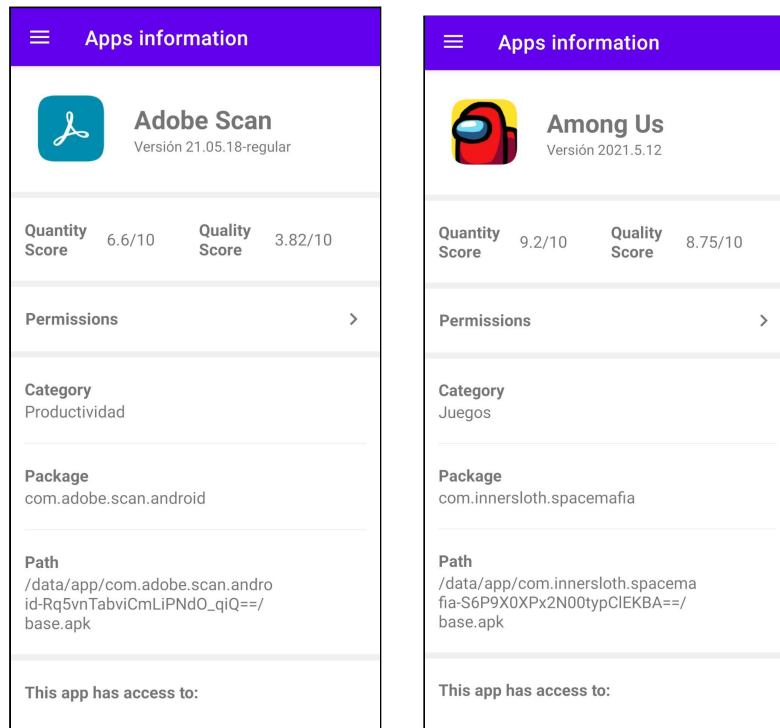 Apps information
Adobe Scan
Versión 21.05.18-regular
Quantity
Score
6.6/10
Quality
Score
3.82/10
Permissions
Category
Productividad
Package
com.adobe.scan.android
Path
/data/app/com.adobe.scan.andro
id-Rq5vnTabviCmLiPNdO_qiQ==/
base.apk
This app has access to:
Apps information
Among Us
Versión 2021.5.12
Quantity
Score
9.2/10
Quality
Score
8.75/10
Permissions
Category
Juegos
Package
com.innersloth.spacemafia
Path
/data/app/com.innersloth.spacema
fia-S6P9X0XPx2N00typClEKBA==/
base.apk
This app has access to: